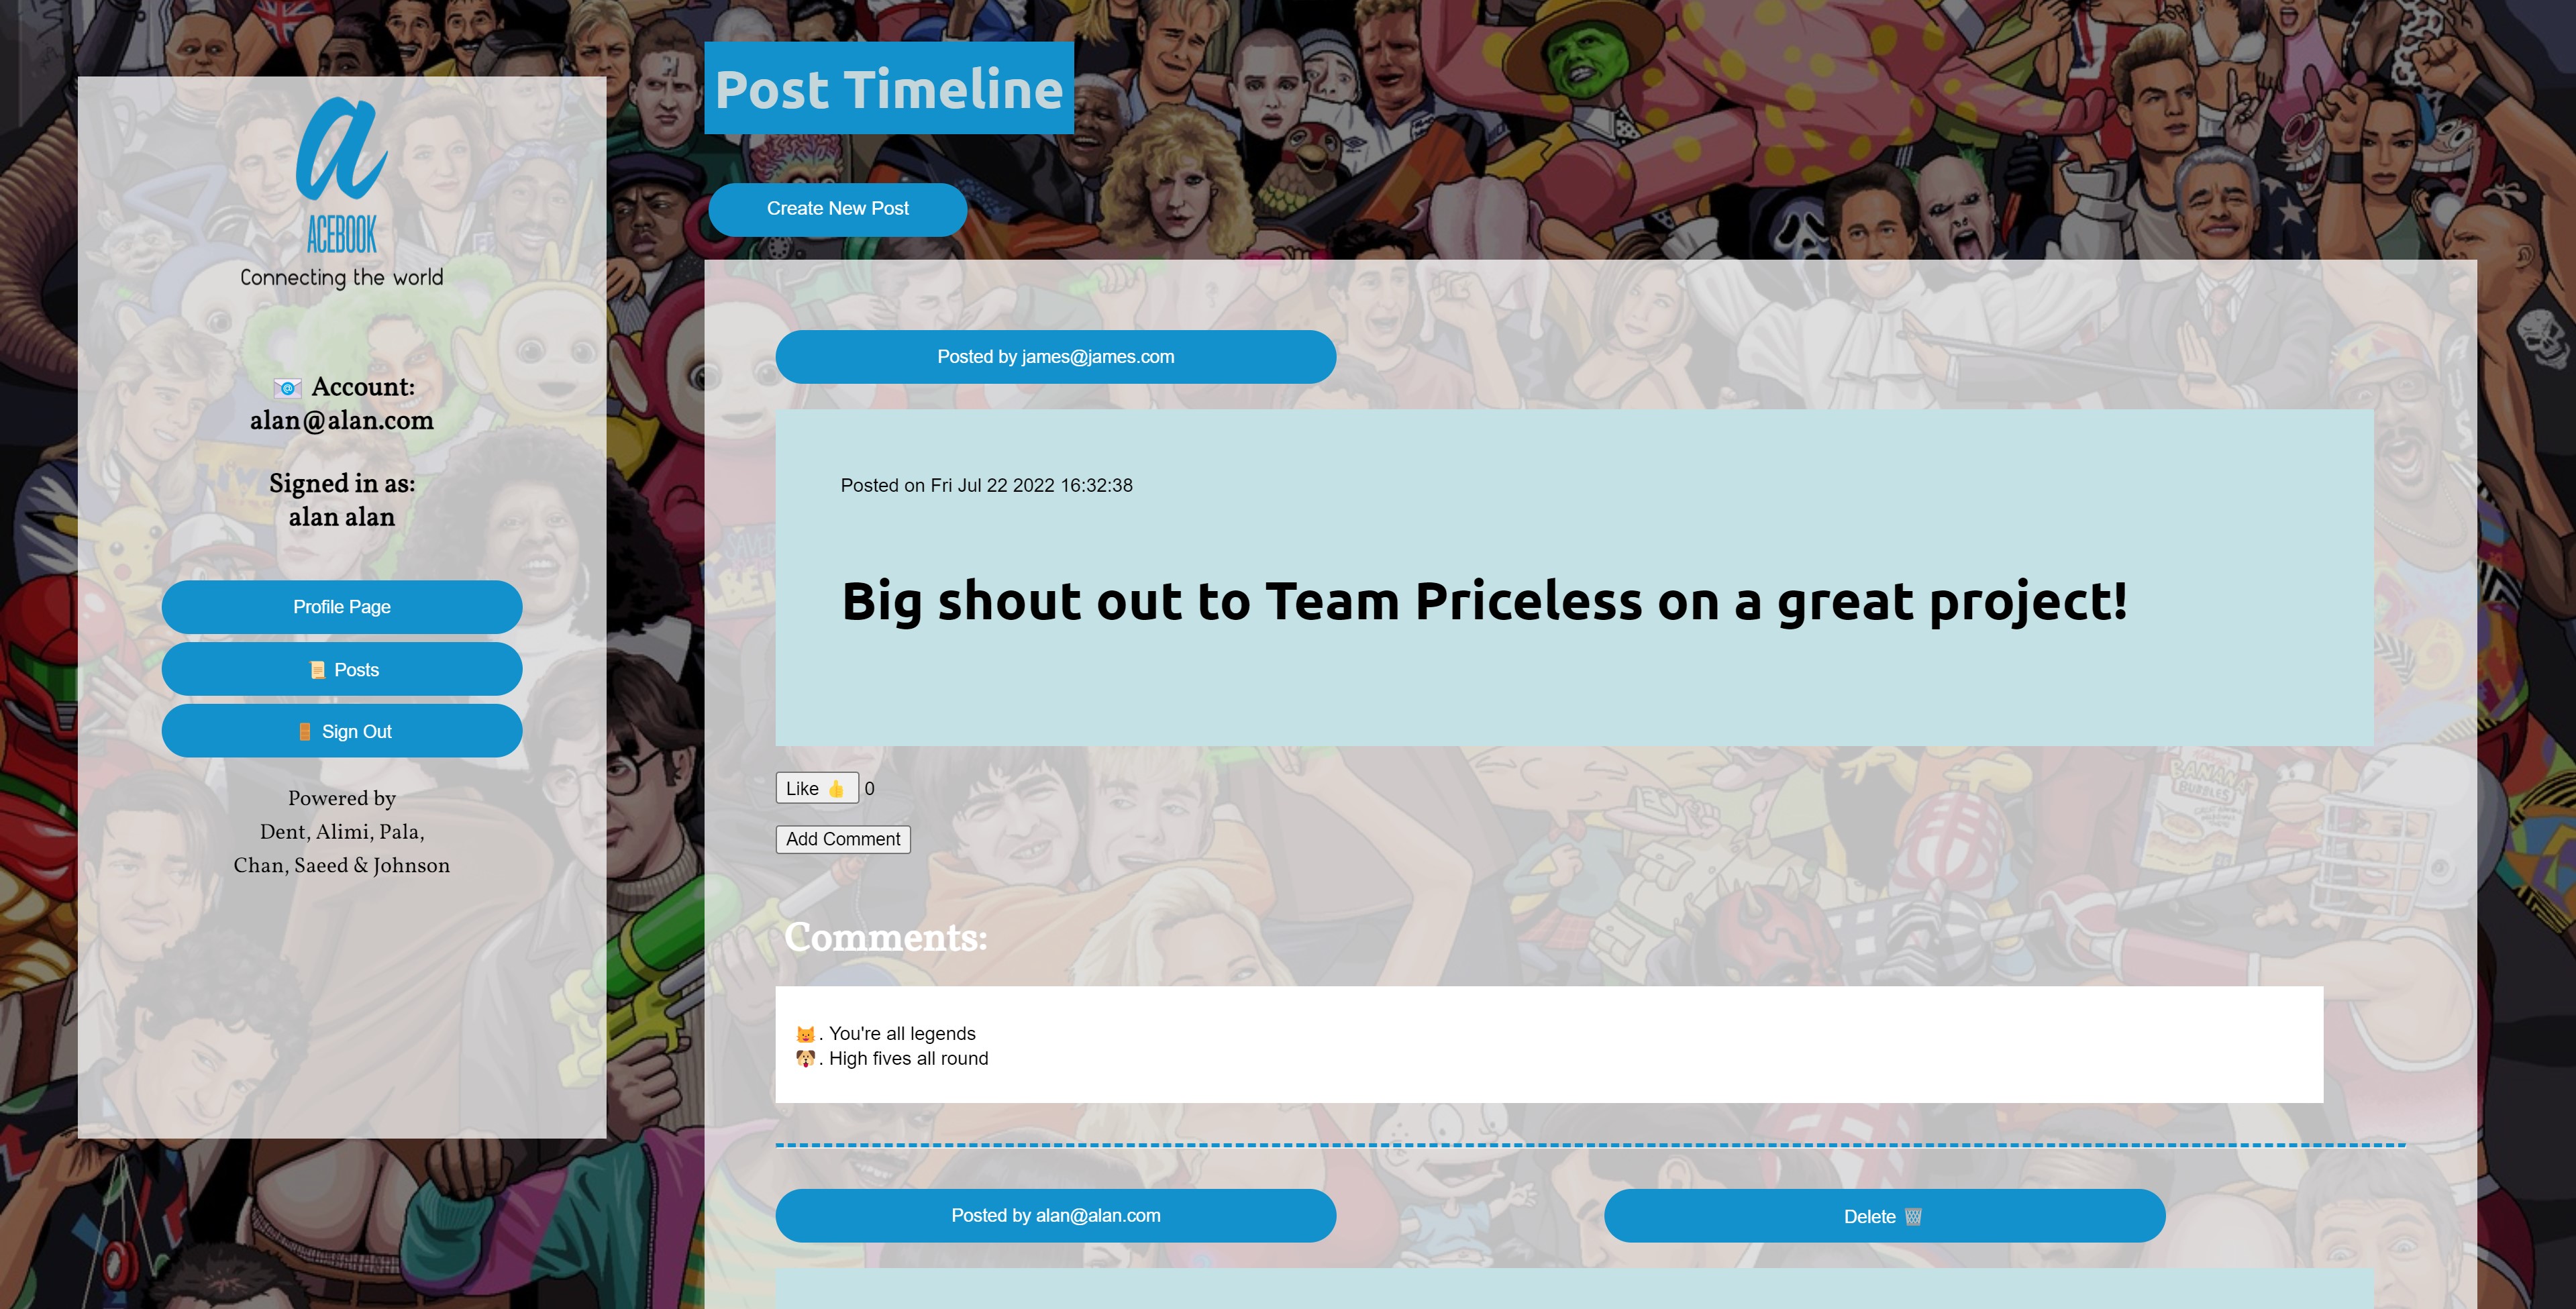 a
ACEBOOK
Connecting the world
📧 Account:
alan@alan.com
Signed in as:
alan alan
Profile Page
📜 Posts
🚪 Sign Out
Powered by
Dent, Alimi, Pala,
Chan, Saeed & Johnson
Post Timeline
Create New Post
Posted by james@james.com
Posted on Fri Jul 22 2022 16:32:38
Big shout out to Team Priceless on a great project!
Like 👍 0
Add Comment
Comments:
🐱. You're all legends
🐶. High fives all round
Posted by alan@alan.com
Delete 🗑️
BANANA
BUBBLES